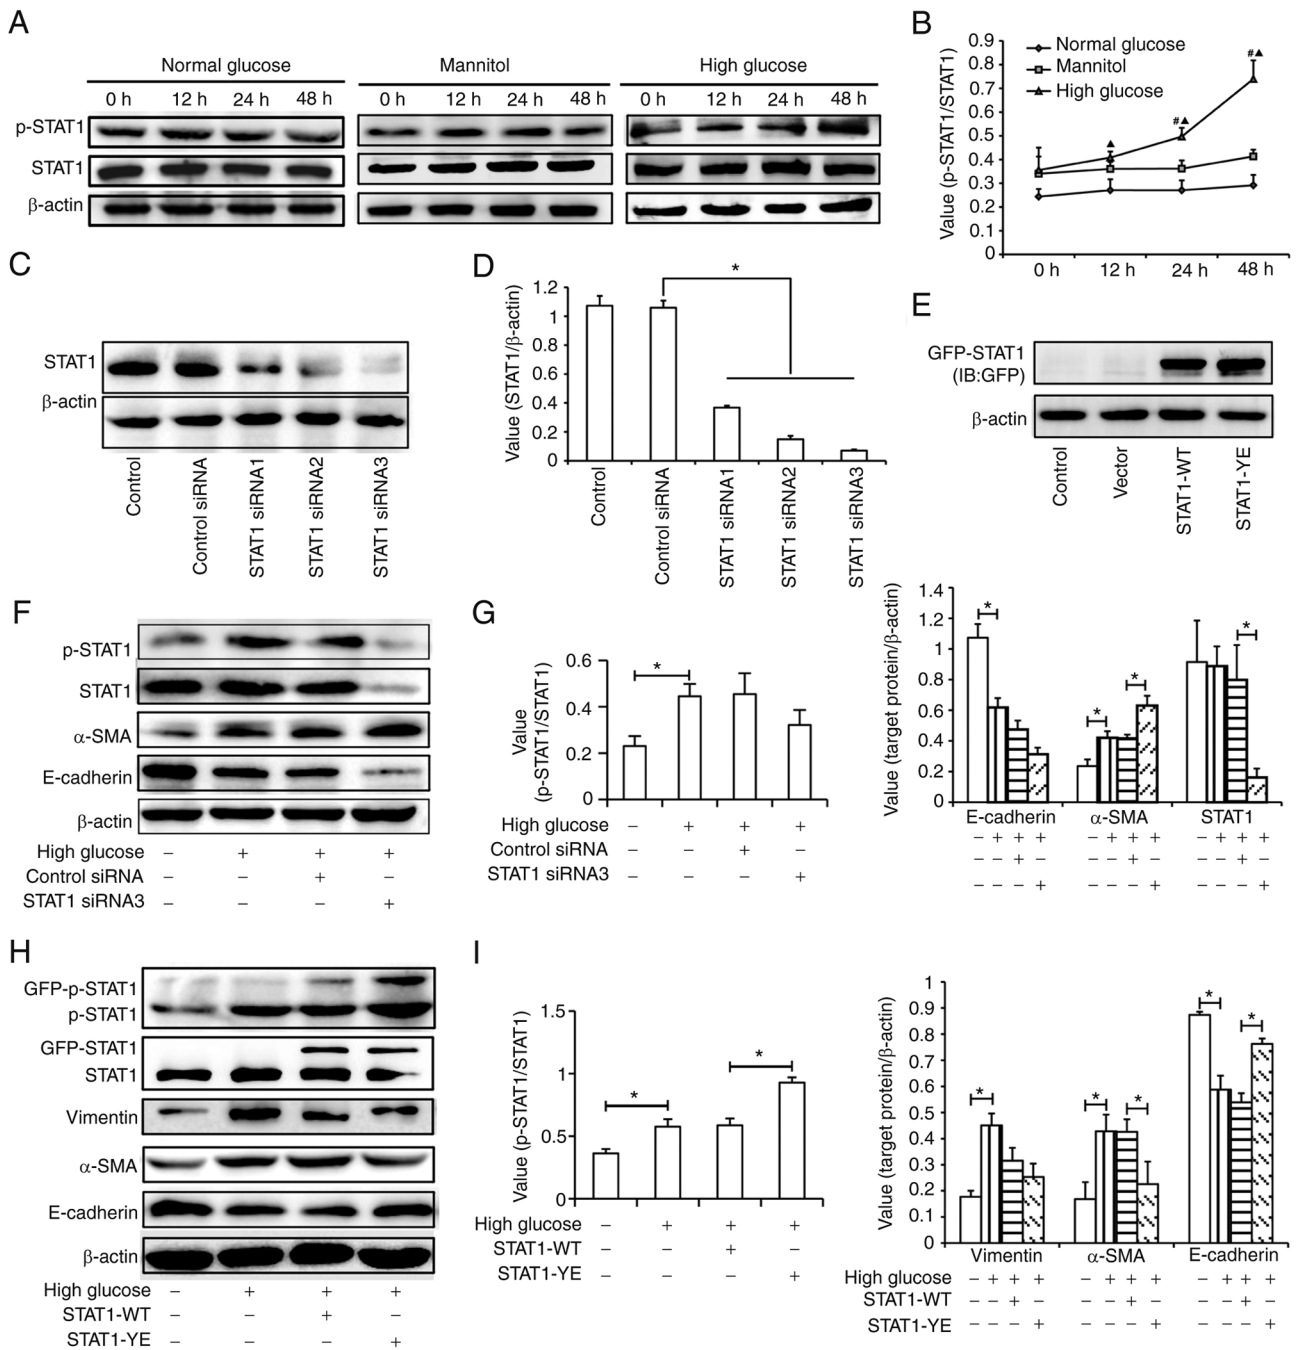 A
Normal glucose Mannitol High glucose
0 h 12 h 24 h 48 h 0 h 12 h 24 h 48 h 0 h 12 h 24 h 48 h
p-STAT1
STAT1
β-actin
B
Value (p-STAT1/STAT1)
0.9
0.8
0.7
0.6
0.5
0.4
0.3
0.2
0.1
0
Normal glucose
Mannitol
High glucose
▲
#▲
#▲
0 h 12 h 24 h 48 h
C
STAT1
β-actin
Control
Control siRNA
STAT1 siRNA1
STAT1 siRNA2
STAT1 siRNA3
D
Value (STAT1/β-actin)
1.2
1
0.8
0.6
0.4
0.2
0
*
Control
Control siRNA
STAT1 siRNA1
STAT1 siRNA2
STAT1 siRNA3
E
GFP-STAT1
(IB:GFP)
β-actin
Control
Vector
STAT1-WT
STAT1-YE
F
p-STAT1
STAT1
α-SMA
E-cadherin
β-actin
High glucose – + + +
Control siRNA – – + –
STAT1 siRNA3 – – – +
G
Value
(p-STAT1/STAT1)
0.6
0.4
0.2
0
*
High glucose – + + +
Control siRNA – – + –
STAT1 siRNA3 – – – +
Value (target protein/β-actin)
1.4
1.2
1
0.8
0.6
0.4
0.2
0
* * * *
E-cadherin α-SMA STAT1
– + + + – + + + – + + +
– – + – – – + – – – + –
– – – + – – – + – – – +
H
GFP-p-STAT1
p-STAT1
GFP-STAT1
STAT1
Vimentin
α-SMA
E-cadherin
β-actin
High glucose – + + +
STAT1-WT – – + –
STAT1-YE – – – +
I
Value (p-STAT1/STAT1)
1.5
1
0.5
0
* *
High glucose – + + +
STAT1-WT – – + –
STAT1-YE – – – +
Value (target protein/β-actin)
1
0.9
0.8
0.7
0.6
0.5
0.4
0.3
0.2
0.1
0
* * * * *
Vimentin α-SMA E-cadherin
High glucose – + + + – + + + – + + +
STAT1-WT – – + – – – + – – – + –
STAT1-YE – – – + – – – + – – – +